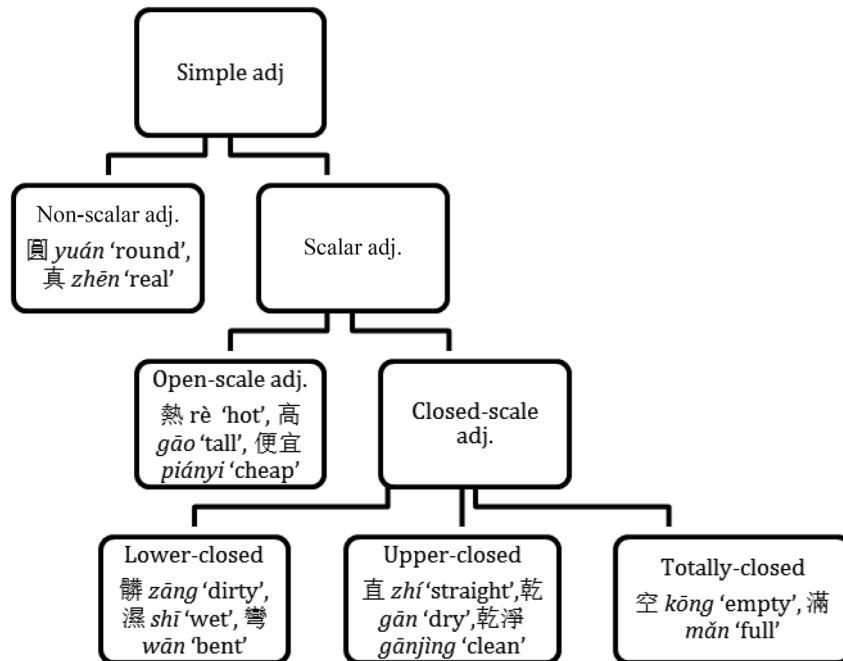 Simple adj
Non-scalar adj.
圓 yuán ‘round’,
真 zhēn ‘real’
Scalar adj.
Open-scale adj.
熱 rè ‘hot’, 高
gāo ‘tall’, 便宜
piányi ‘cheap’
Closed-scale
adj.
Lower-closed
髒 zāng ‘dirty’,
濕 shī ‘wet’, 彎
wān ‘bent’
Upper-closed
直 zhí ‘straight’,乾
gān ‘dry’,乾淨
gānjìng ‘clean’
Totally-closed
空 kōng ‘empty’, 滿
mǎn ‘full’